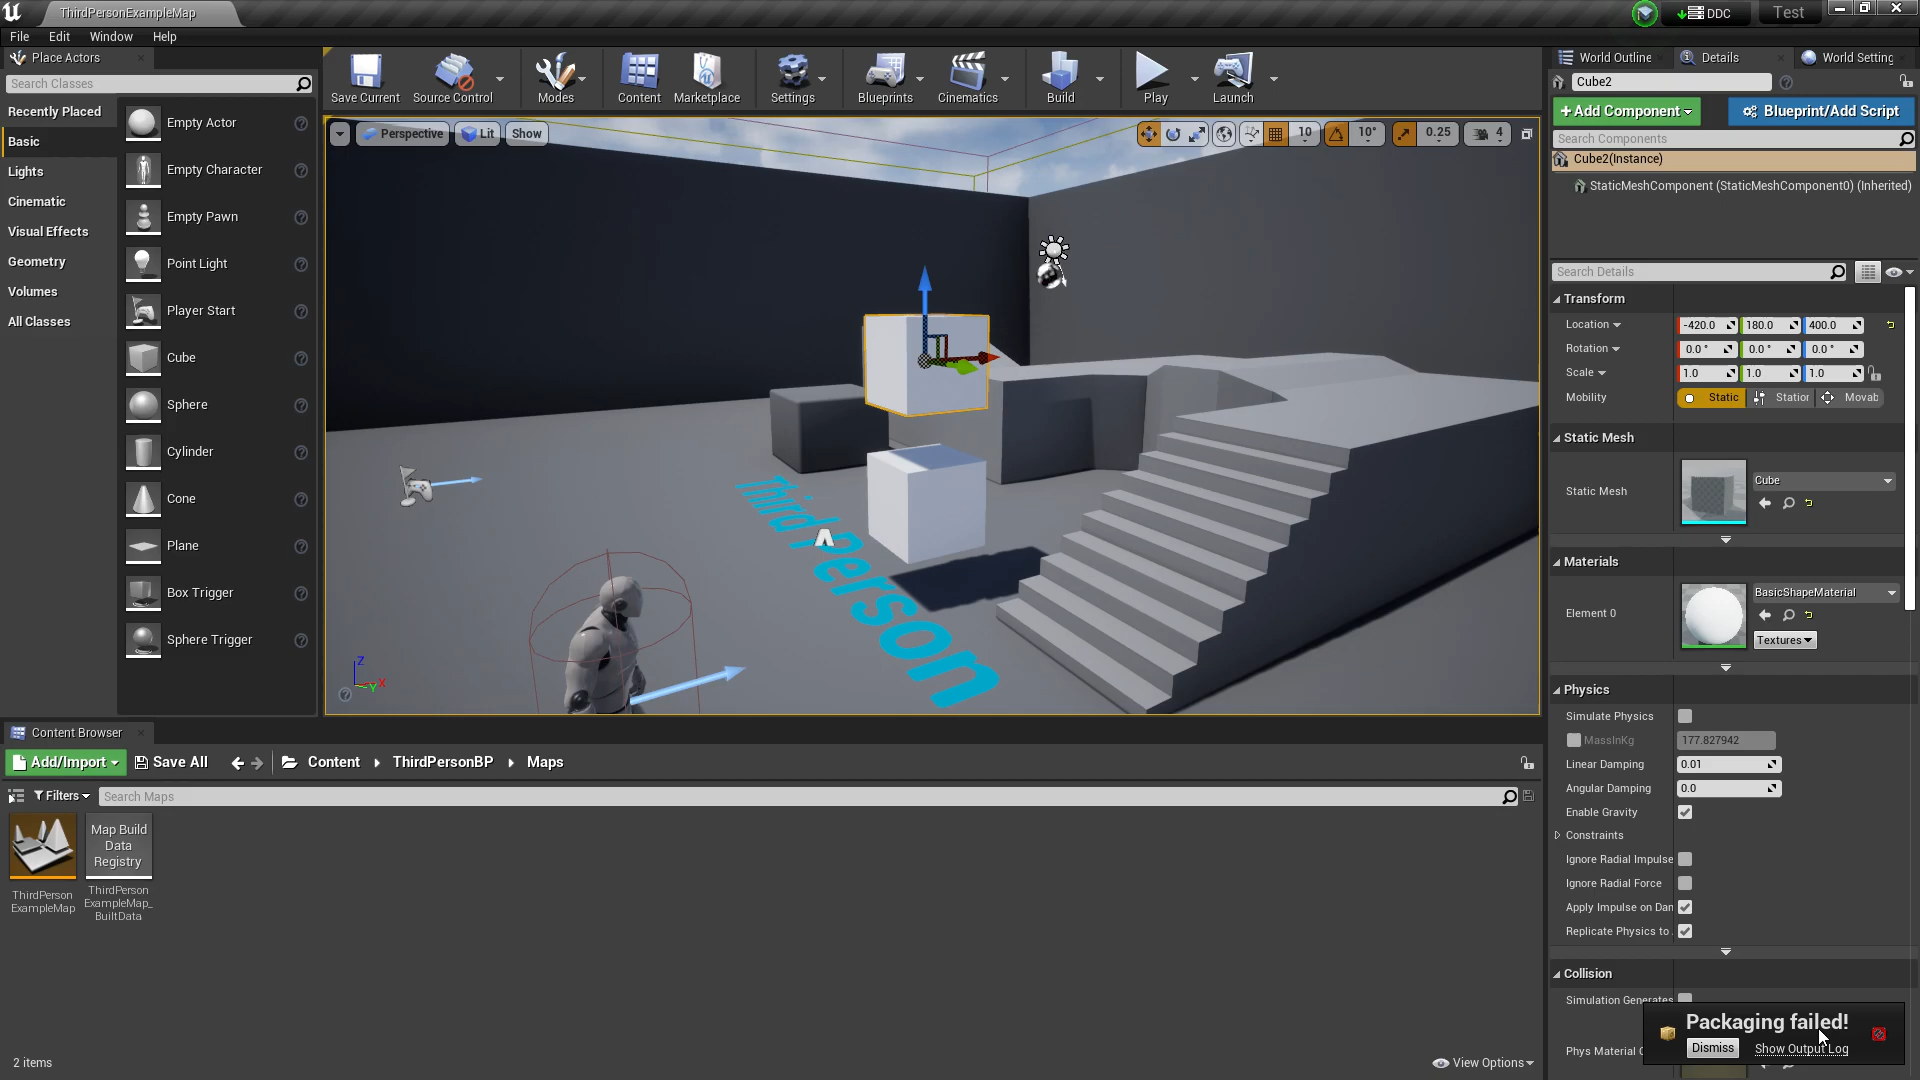 ThirdPersonExampleMap
DDC
Test
File Edit Window Help
Place Actors
Search Classes
Recently Placed
Basic
Lights
Cinematic
Visual Effects
Geometry
Volumes
All Classes
Empty Actor
Empty Character
Empty Pawn
Point Light
Player Start
Cube
Sphere
Cylinder
Cone
Plane
Box Trigger
Sphere Trigger
Save Current
Source Control
Modes
Content
Marketplace
Settings
Blueprints
Cinematics
Build
Play
Launch
Perspective
Lit
Show
10
10°
0.25
4
Third Person
Z
X
Y
World Outline
Details
World Setting
Cube2
+Add Component
Blueprint/Add Script
Search Components
Cube2(Instance)
StaticMeshComponent (StaticMeshComponent0) (Inherited)
Search Details
Transform
Location -420.0 180.0 400.0
Rotation 0.0 ° 0.0 ° 0.0 °
Scale 1.0 1.0 1.0
Mobility Static Station Movab
Static Mesh
Static Mesh
Cube
Materials
Element 0
BasicShapeMaterial
Textures
Physics
Simulate Physics
MassInKg 177.827942
Linear Damping 0.01
Angular Damping 0.0
Enable Gravity
Constraints
Ignore Radial Impulse
Ignore Radial Force
Apply Impulse on Dam
Replicate Physics to
Collision
Simulation Generates
Phys Material
Packaging failed!
Dismiss
Show Output Log
Content Browser
Add/Import
Save All
Content
ThirdPersonBP
Maps
Filters
Search Maps
ThirdPerson
ExampleMap
Map Build
Data
Registry
ThirdPerson
ExampleMap_
BuiltData
2 items
View Options